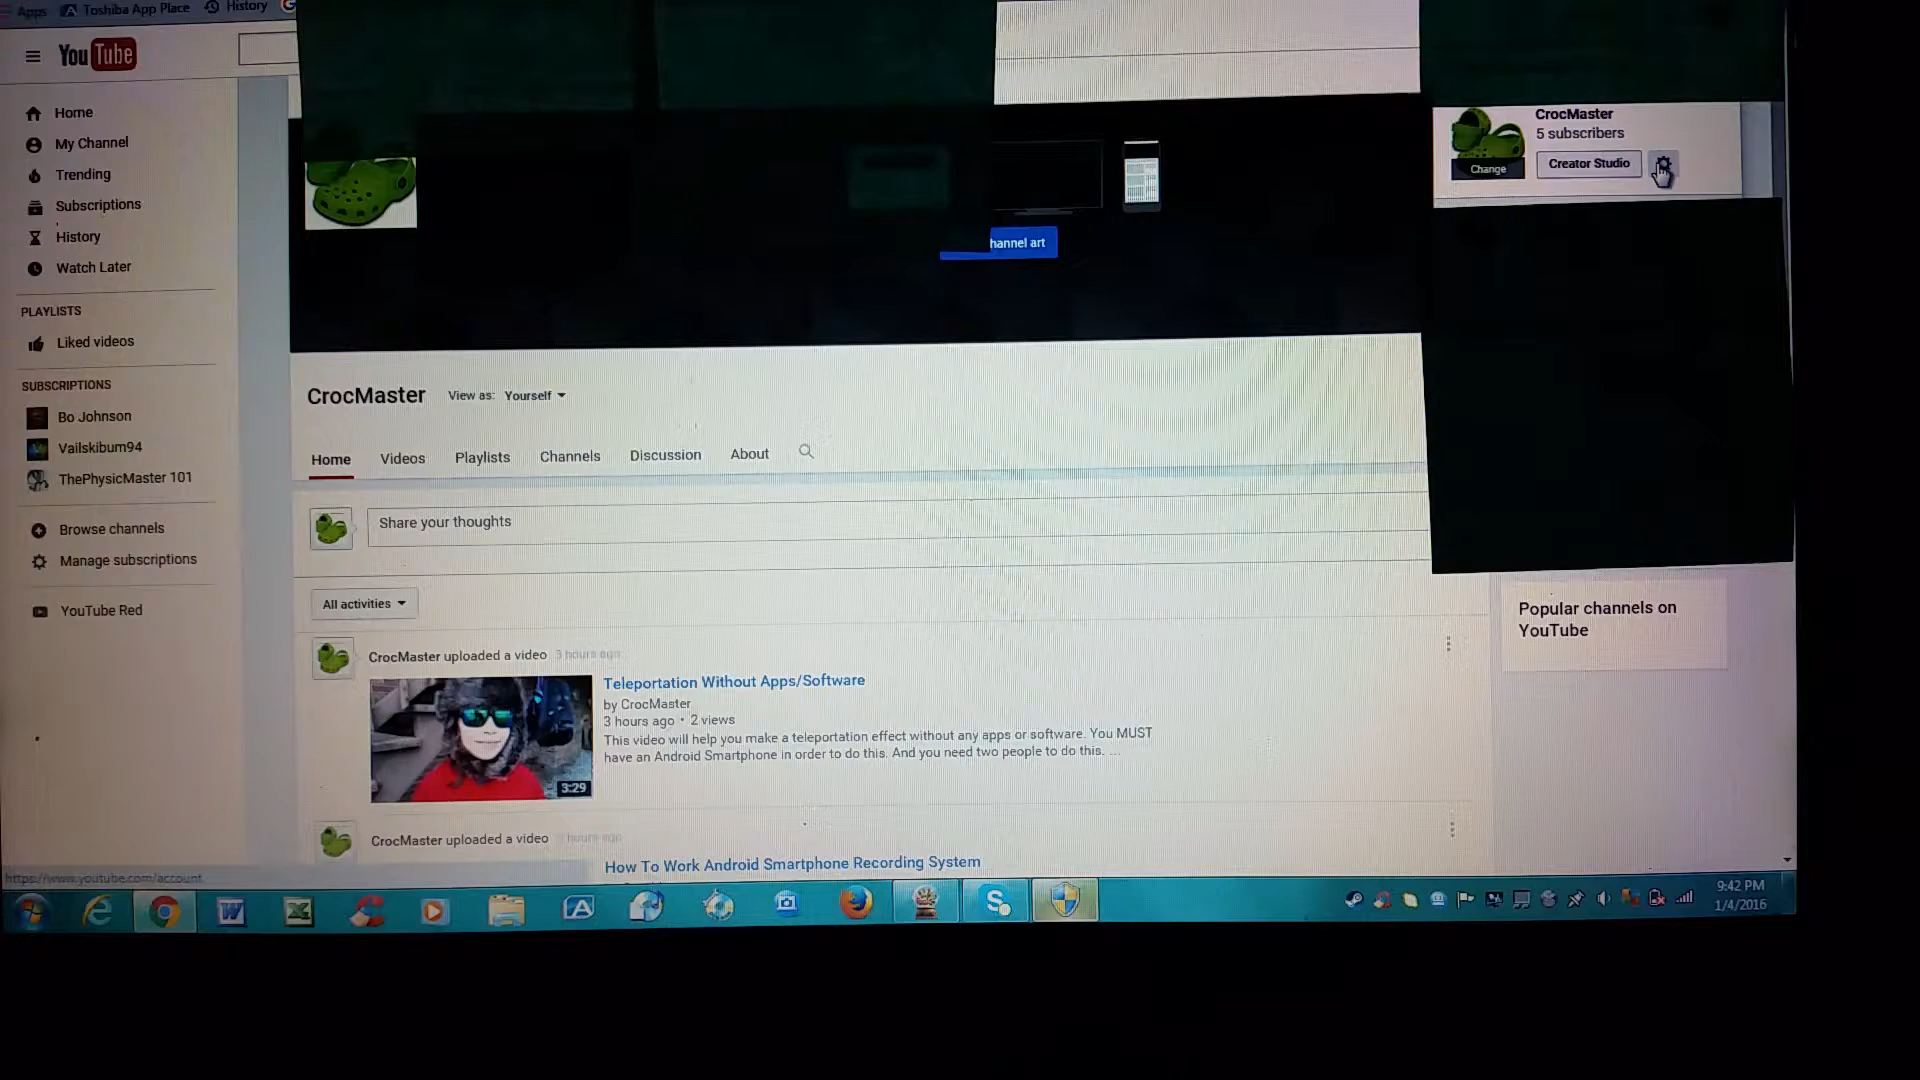 Apps Toshiba App Place History
YouTube
Home
My Channel
Trending
Subscriptions
History
Watch Later
PLAYLISTS
Liked videos
SUBSCRIPTIONS
Bo Johnson
Vailskibum94
ThePhysicMaster 101
Browse channels
Manage subscriptions
YouTube Red
CrocMaster
5 subscribers
Change
Creator Studio
hannel art
CrocMaster View as: Yourself
Home Videos Playlists Channels Discussion About
Share your thoughts
All activities
CrocMaster uploaded a video 3 hours ago
Teleportation Without Apps/Software
by CrocMaster
3 hours ago • 2 views
This video will help you make a teleportation effect without any apps or software. You MUST
have an Android Smartphone in order to do this. And you need two people to do this. ...
3:29
CrocMaster uploaded a video hours ago
How To Work Android Smartphone Recording System
Popular channels on
YouTube
https://www.youtube.com/account
9:42 PM
1/4/2016